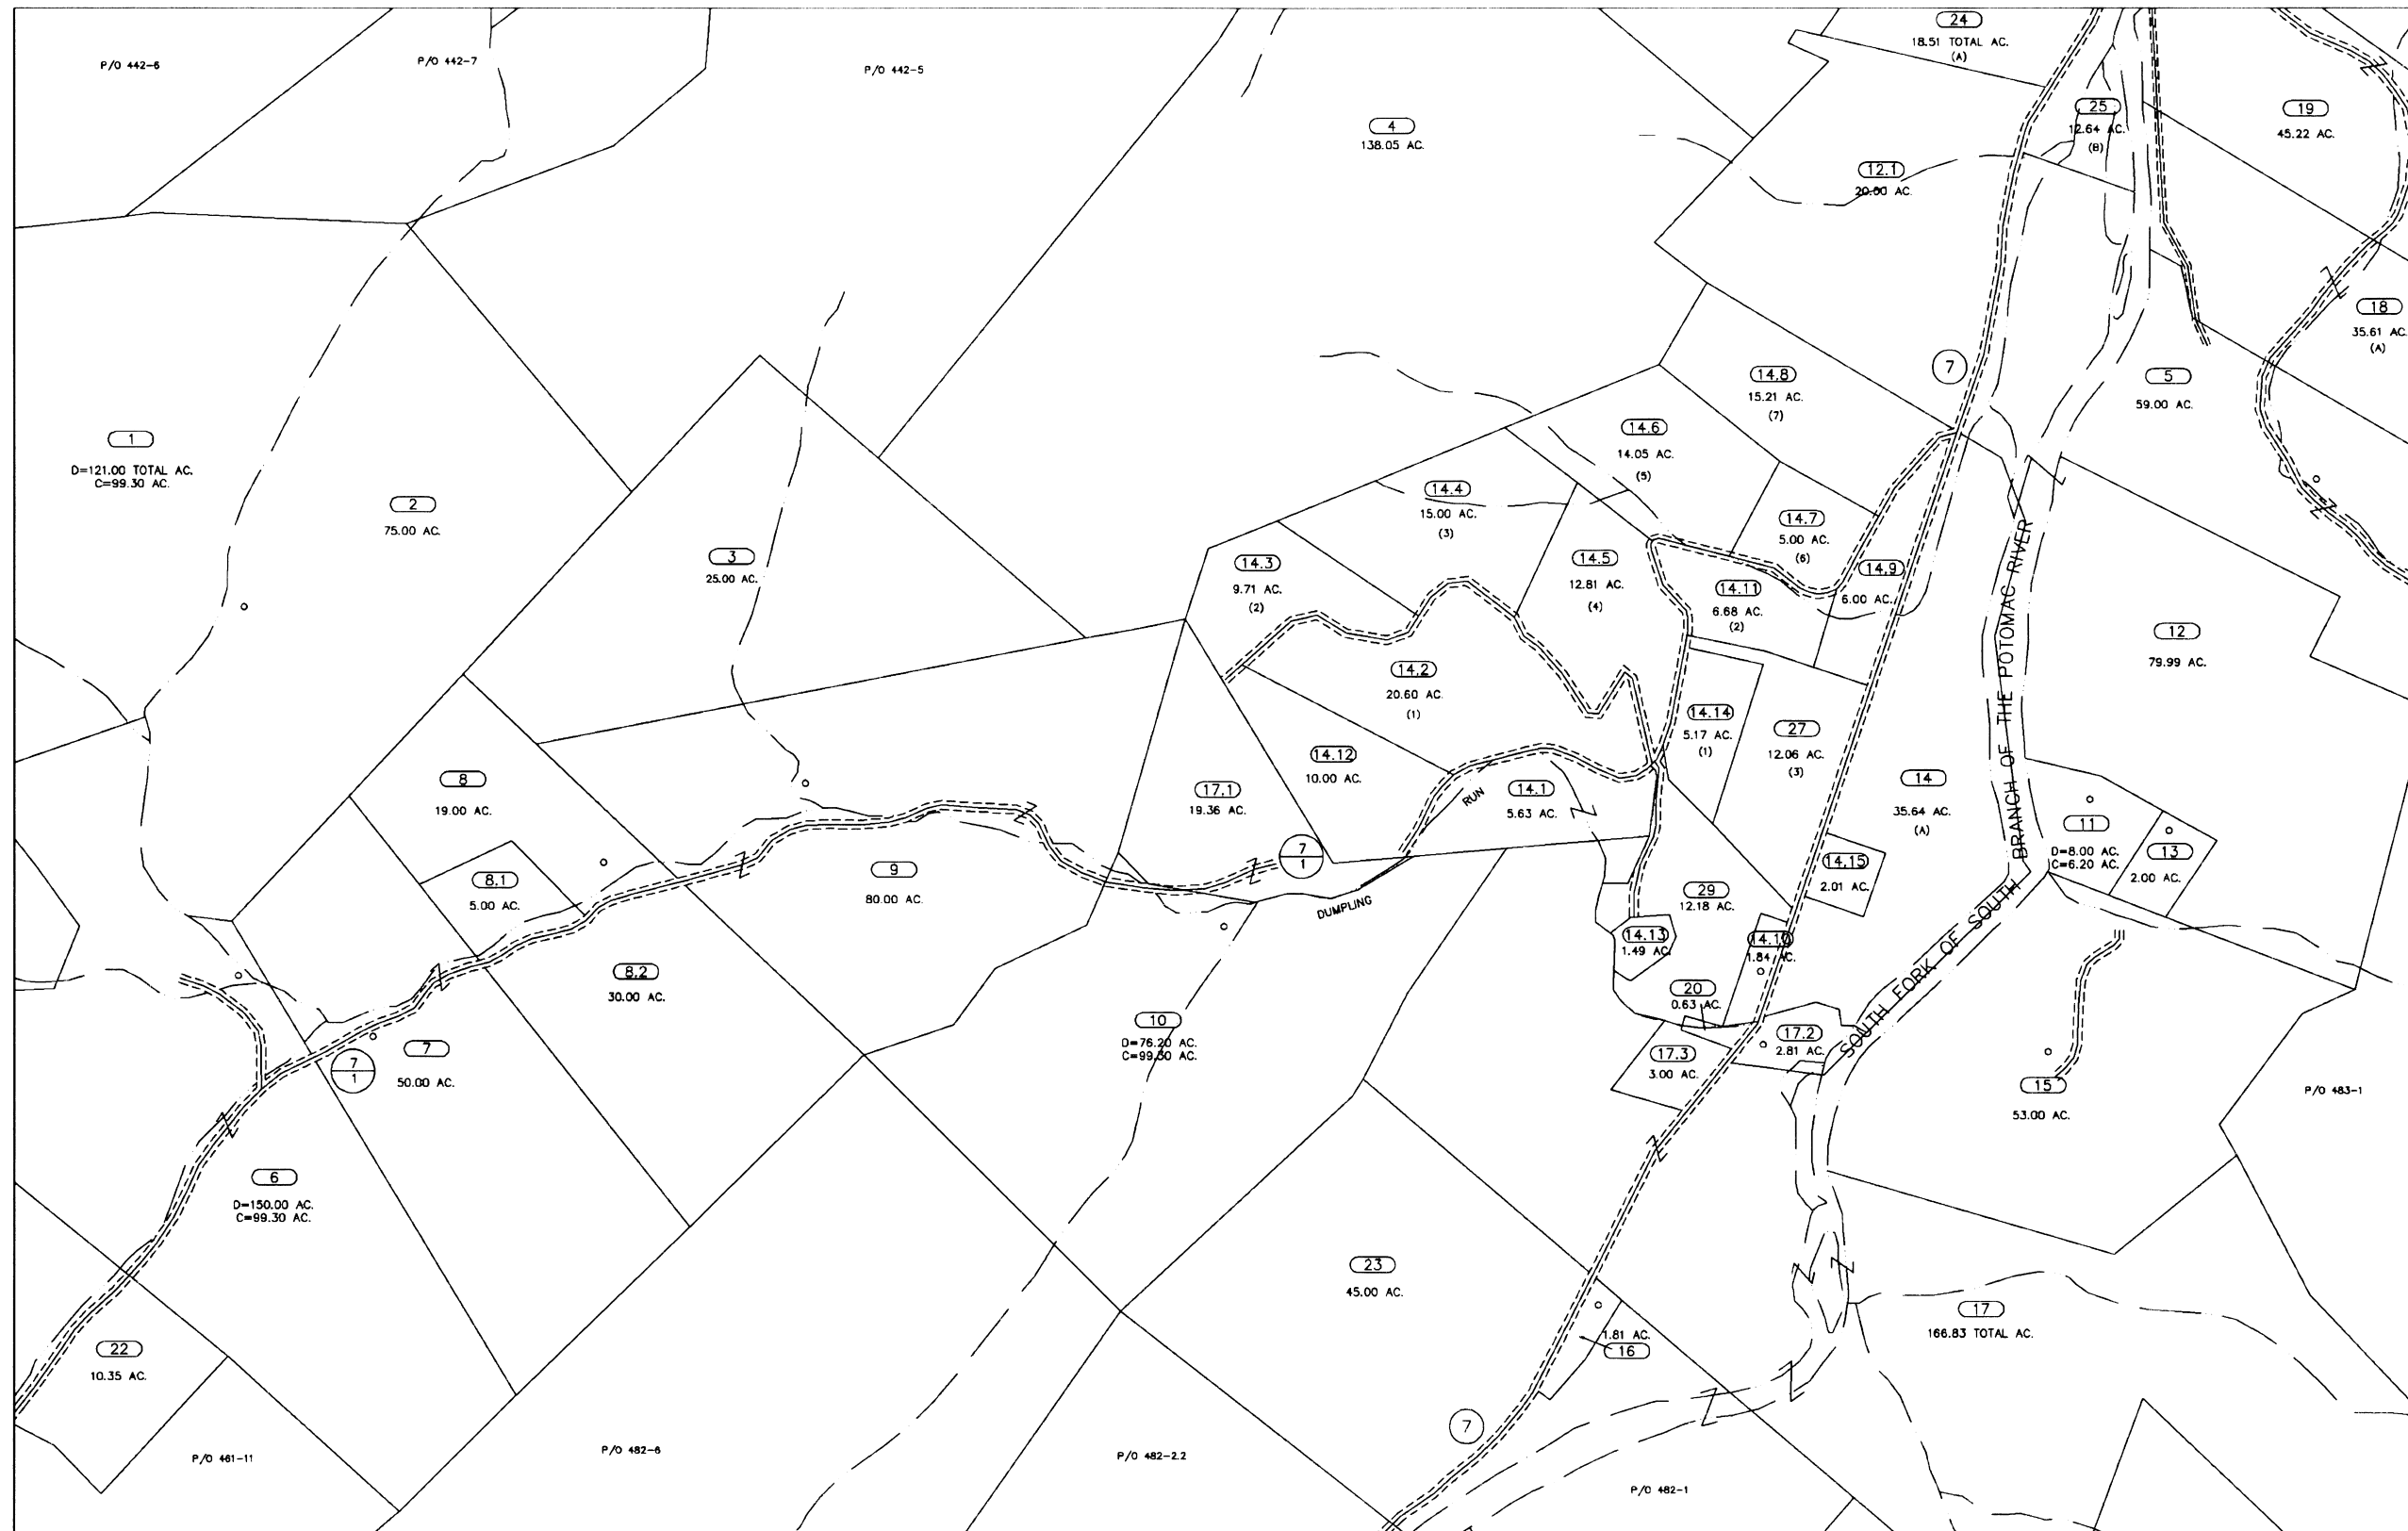 P/O 442-6
P/O 442-7
P/O 442-5
24
18.51 TOTAL AC.
(A)
4
138.05 AC.
25
12.64 AC.
(B)
19
45.22 AC.
12.1
20.00 AC.
18
35.61 AC.
(A)
7
14.8
15.21 AC.
(7)
5
59.00 AC.
1
D=121.00 TOTAL AC.
C=99.30 AC.
2
75.00 AC.
14.6
14.05 AC.
(5)
14.4
15.00 AC.
(3)
14.7
5.00 AC.
(6)
3
25.00 AC.
14.3
9.71 AC.
(2)
14.5
12.81 AC.
(4)
14.11
6.68 AC.
(2)
14.9
6.00 AC.
12
79.99 AC.
14.2
20.60 AC.
(1)
14.14
5.17 AC.
(1)
27
12.06 AC.
(3)
14.12
10.00 AC.
8
19.00 AC.
17.1
19.36 AC.
14.1
5.63 AC.
14
35.64 AC.
(A)
SOUTH FORK OF SOUTH BRANCH OF THE POTOMAC RIVER
11
D=8.00 AC.
C=6.20 AC.
13
2.00 AC.
7
1
DUMPLING RUN
8.1
5.00 AC.
9
80.00 AC.
14.15
2.01 AC.
29
12.18 AC.
14.13
1.49 AC.
14.10
1.84 AC.
8.2
30.00 AC.
20
0.63 AC.
10
D=76.20 AC.
C=99.30 AC.
17.2
2.81 AC.
17.3
3.00 AC.
7
50.00 AC.
7
1
15
53.00 AC.
P/O 483-1
6
D=150.00 AC.
C=99.30 AC.
23
45.00 AC.
17
166.83 TOTAL AC.
1.81 AC.
16
22
10.35 AC.
7
P/O 461-11
P/O 482-6
P/O 482-2.2
P/O 482-1